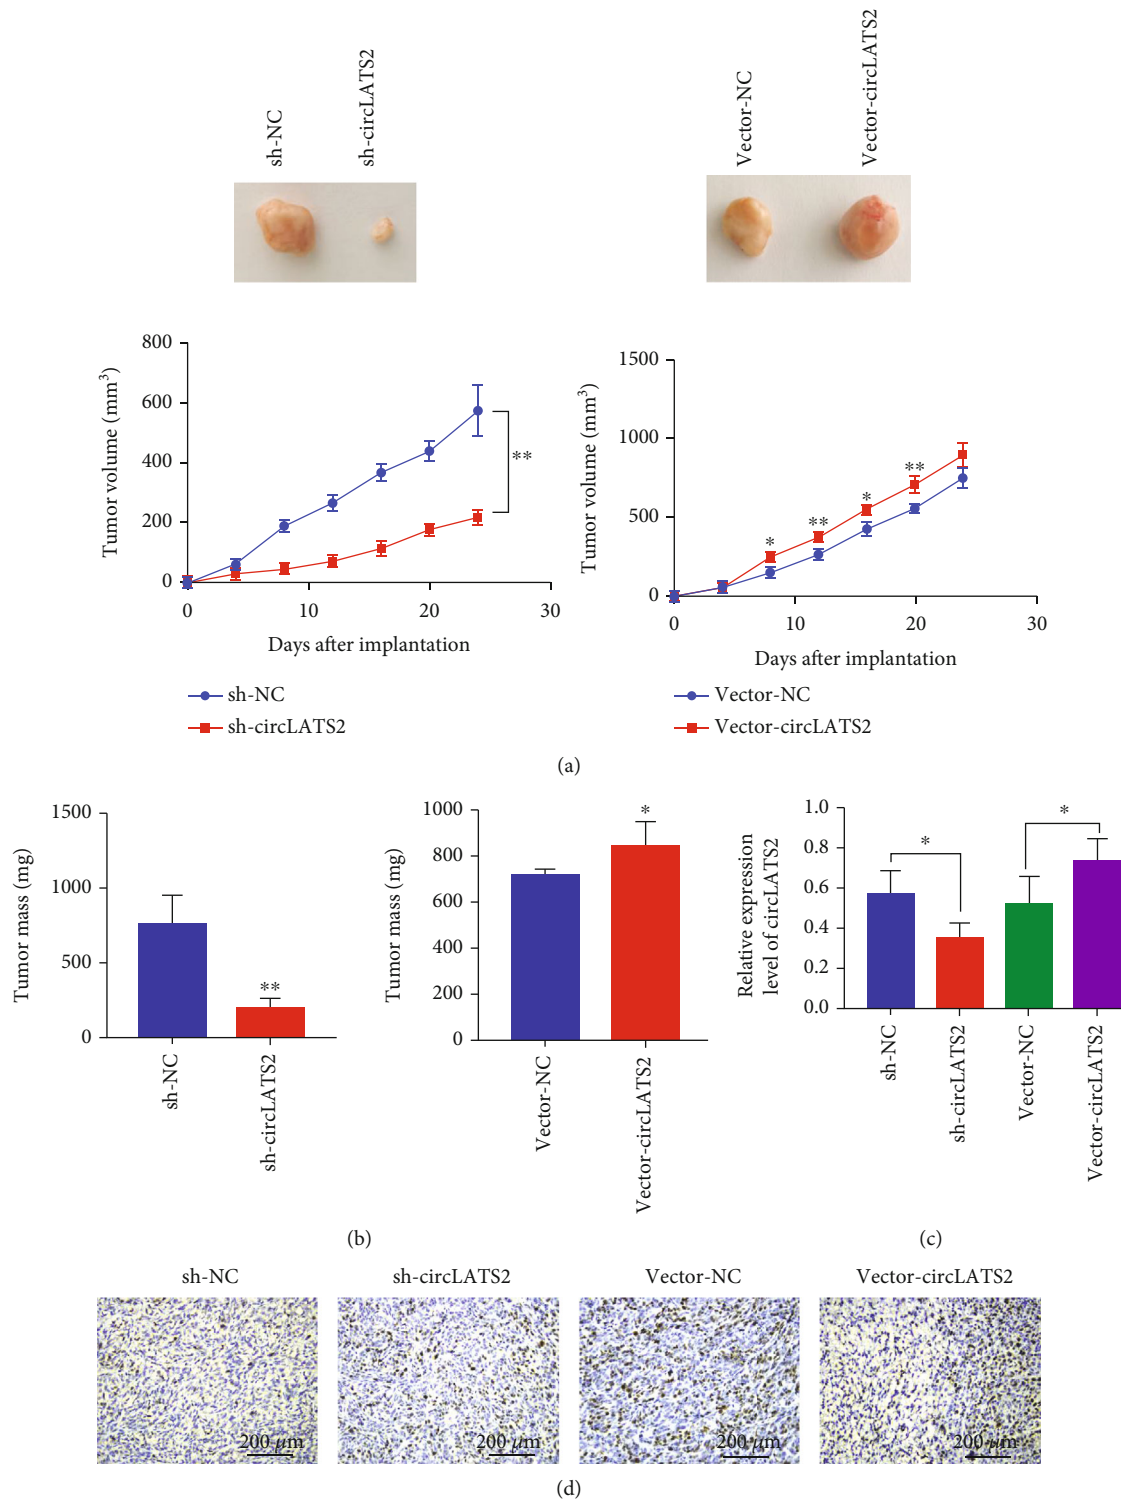 sh-NC
sh-circLATS2
Vector-NC
Vector-circLATS2
800
600
400
200
0
Tumor volume (mm³)
**
0 10 20 30
Days after implantation
sh-NC
sh-circLATS2
1500
1000
500
0
Tumor volume (mm³)
* ** * **
0 10 20 30
Days after implantation
Vector-NC
Vector-circLATS2
(a)
1500
1000
500
0
Tumor mass (mg)
**
sh-NC
sh-circLATS2
1000
800
600
400
200
0
Tumor mass (mg)
*
Vector-NC
Vector-circLATS2
(b)
1.0
0.8
0.6
0.4
0.2
0.0
Relative expression
level of circLATS2
*
*
sh-NC
sh-circLATS2
Vector-NC
Vector-circLATS2
(c)
sh-NC
sh-circLATS2
Vector-NC
Vector-circLATS2
200 μm
200 μm
200 μm
200 μm
(d)